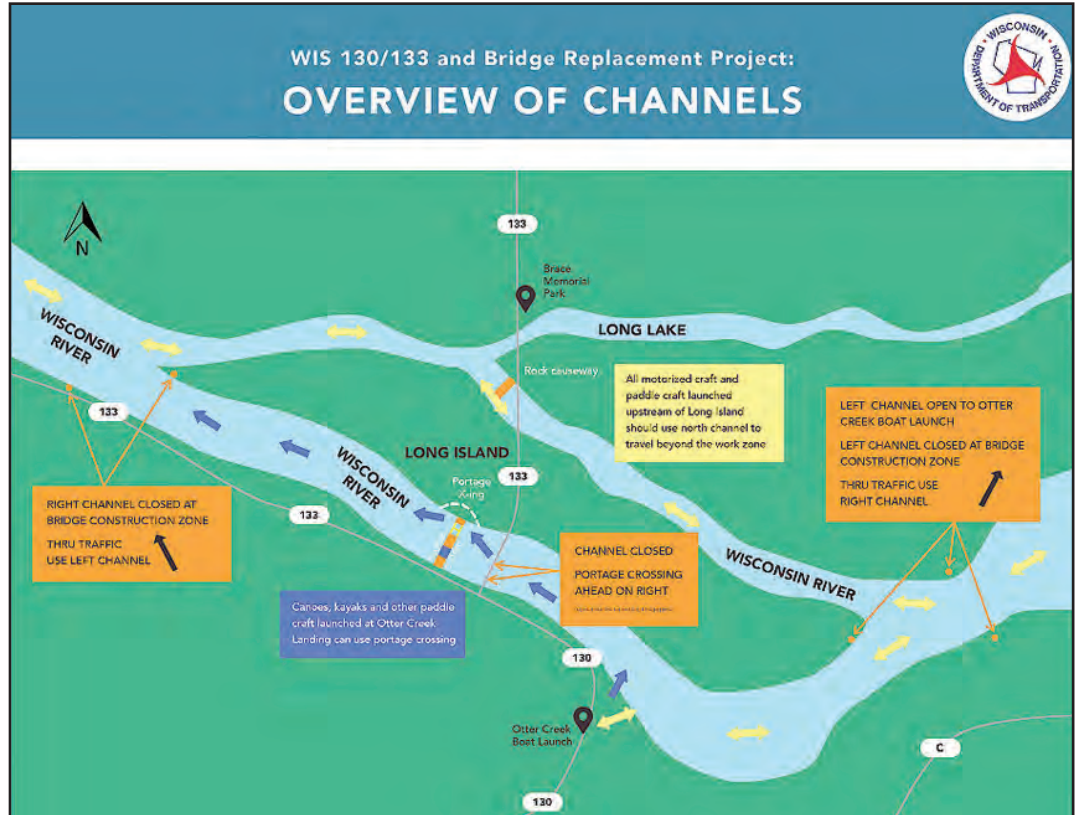 WIS 130/133 and Bridge Replacement Project:
OVERVIEW OF CHANNELS
WISCONSIN
DEPARTMENT OF TRANSPORTATION
N
133
Brace
Memorial
Park
LONG LAKE
WISCONSIN
RIVER
Rock causeway
All motorized craft and
paddle craft launched
upstream of Long Island
should use north channel to
travel beyond the work zone
LEFT CHANNEL OPEN TO OTTER
CREEK BOAT LAUNCH
LEFT CHANNEL CLOSED AT BRIDGE
CONSTRUCTION ZONE
THRU TRAFFIC USE
RIGHT CHANNEL
133
LONG ISLAND
WISCONSIN
RIVER
133
Portage
X-ing
133
RIGHT CHANNEL CLOSED AT
BRIDGE CONSTRUCTION ZONE
THRU TRAFFIC
USE LEFT CHANNEL
CHANNEL CLOSED
PORTAGE CROSSING
AHEAD ON RIGHT
WISCONSIN RIVER
Canoes, kayaks and other paddle
craft launched at Otter Creek
Landing can use portage crossing
130
Otter Creek
Boat Launch
C
130